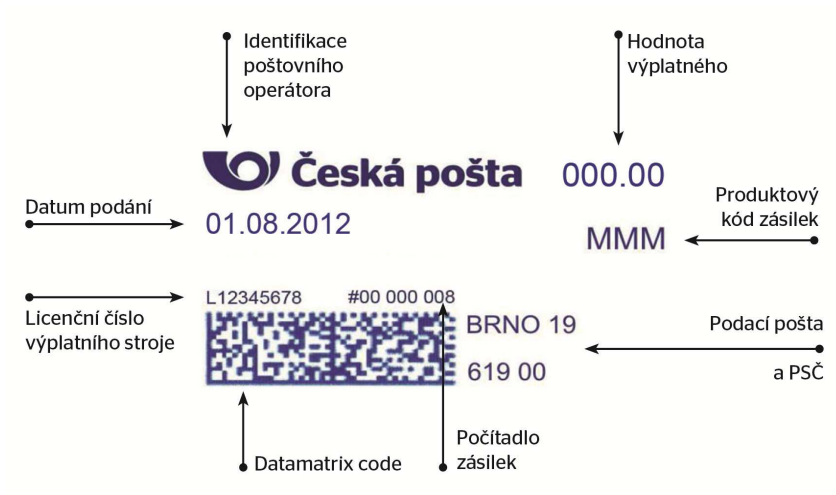 Identifikace
poštovního
operátora
Hodnota
výplatného
Česká pošta
000.00
Datum podání
01.08.2012
Produktový
kód zásilek
MMM
L12345678
#00 000 008
Licenční číslo
výplatního stroje
BRNO 19
619 00
Podací pošta
a PSČ
Datamatrix code
Počítadlo
zásilek